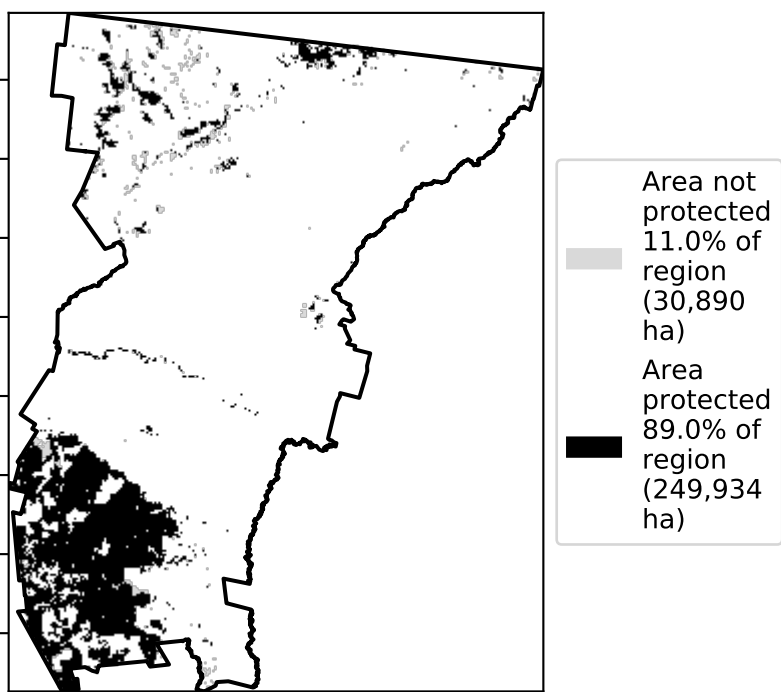 Area not
protected
11.0% of
region
(30,890
ha)
Area
protected
89.0% of
region
(249,934
ha)